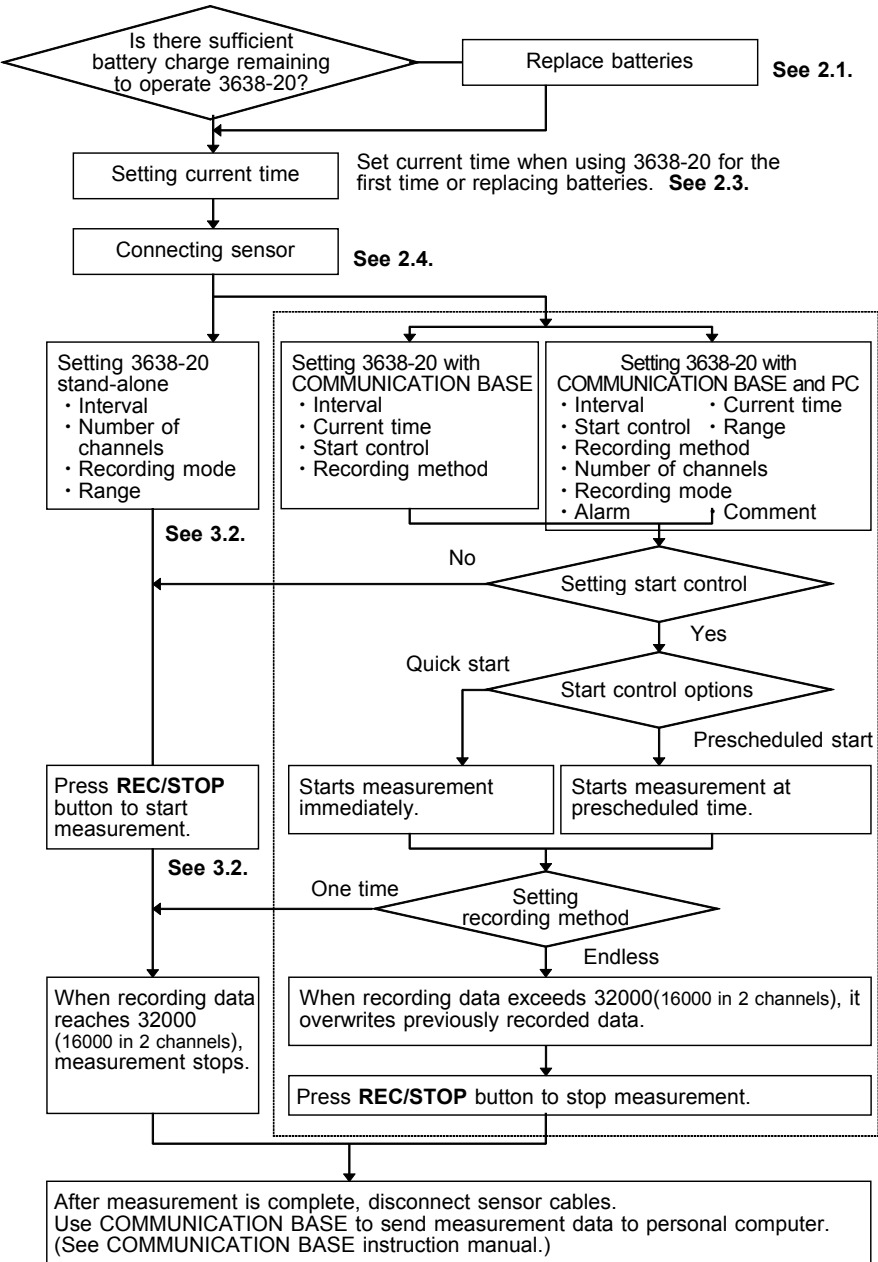 Is there sufficient
battery charge remaining
to operate 3638-20?
Replace batteries
See 2.1.
Setting current time
Set current time when using 3638-20 for the
first time or replacing batteries. See 2.3.
Connecting sensor
See 2.4.
Setting 3638-20
stand-alone
・Interval
・Number of
channels
・Recording mode
・Range
See 3.2.
Setting 3638-20 with
COMMUNICATION BASE
・Interval
・Current time
・Start control
・Recording method
Setting 3638-20 with
COMMUNICATION BASE and PC
・Interval ・Current time
・Start control ・Range
・Recording method
・Number of channels
・Recording mode
・Alarm ・Comment
No
Setting start control
Yes
Quick start
Start control options
Prescheduled start
Press REC/STOP
button to start
measurement.
See 3.2.
Starts measurement
immediately.
Starts measurement at
prescheduled time.
One time
Setting
recording method
Endless
When recording data
reaches 32000
(16000 in 2 channels),
measurement stops.
When recording data exceeds 32000(16000 in 2 channels), it
overwrites previously recorded data.
Press REC/STOP button to stop measurement.
After measurement is complete, disconnect sensor cables.
Use COMMUNICATION BASE to send measurement data to personal computer.
(See COMMUNICATION BASE instruction manual.)